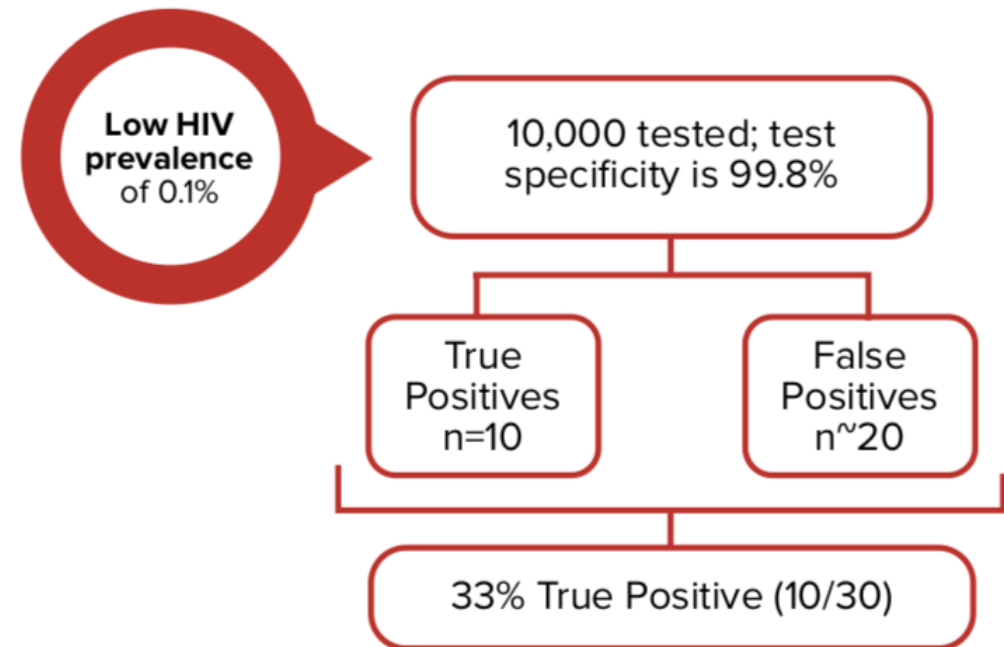 Low HIV
prevalence
of 0.1%
10,000 tested; test
specificity is 99.8%
True
Positives
n=10
False
Positives
n~20
33% True Positive (10/30)